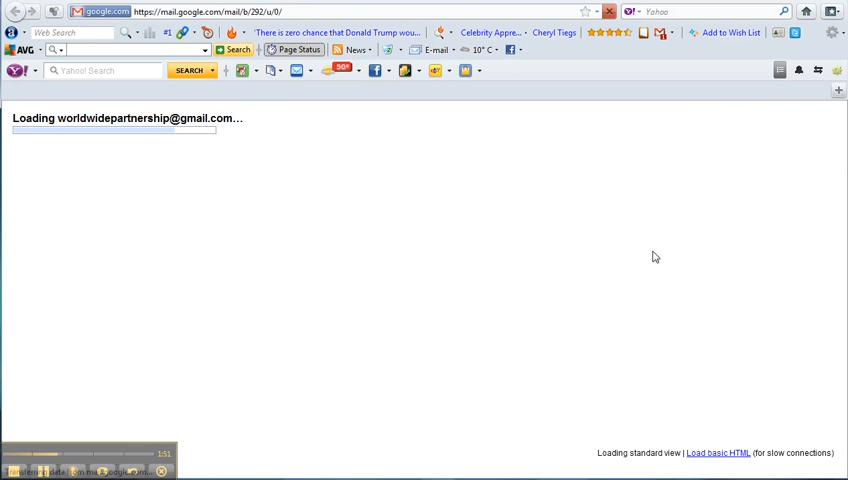 google.com https://mail.google.com/mail/b/292/u/0/ Yahoo
Web Search #1 'There is zero chance that Donald Trump wou... Celebrity Appre... Cheryl Tiegs Add to Wish List
AVG Search Page Status News E-mail 10° C
Yahoo! Search SEARCH 50°
Loading worldwidepartnership@gmail.com...
Loading standard view | Load basic HTML (for slow connections)
1:51